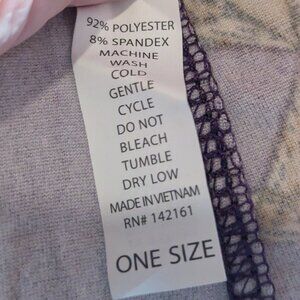 92% POLYESTER
8% SPANDEX
MACHINE
WASH
COLD
GENTLE
CYCLE
DO NOT
BLEACH
TUMBLE
DRY LOW
MADE IN VIETNAM
RN# 142161
ONE SIZE